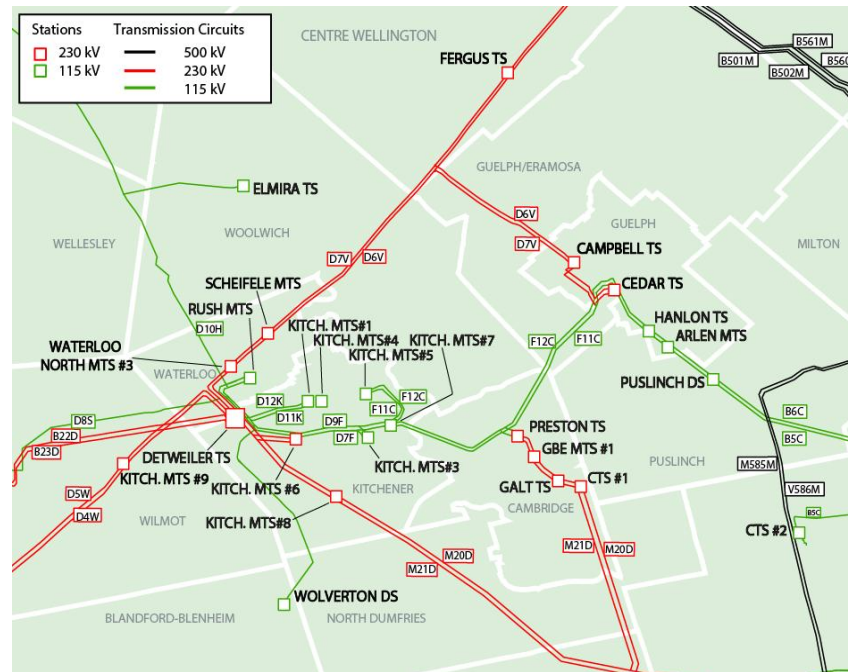 Stations
Transmission Circuits
230 kV
500 kV
115 kV
230 kV
115 kV
CENTRE WELLINGTON
FERGUS TS
B561M
B501M
B560
B502M
GUELPH/ERAMOSA
ELMIRA TS
D6V
GUELPH
WELLESLEY
WOOLWICH
D7V
MILTON
D7V
D6V
CAMPBELL TS
SCHEIFELE MTS
CEDAR TS
RUSH MTS
KITCH. MTS#1
HANLON TS
D10H
KITCH. MTS#4
KITCH. MTS#7
F12C
F11C
ARLEN MTS
WATERLOO
NORTH MTS #3
KITCH. MTS#5
WATERLOO
PUSLINCH DS
D12K
F12C
D11K
F11C
B6C
D8S
D9F
B5C
B22D
D7F
PRESTON TS
B23D
DETWEILER TS
KITCH. MTS#3
GBE MTS #1
PUSLINCH
M585M
KITCH. MTS #9
KITCH. MTS #6
GALT TS
CTS #1
D5W
KITCHENER
V586M
D4W
WILMOT
KITCH. MTS#8
CAMBRIDGE
B5C
CTS #2
M20D
M21D
M21D
M20D
WOLVERTON DS
BLANDFORD-BLENHEIM
NORTH DUMFRIES